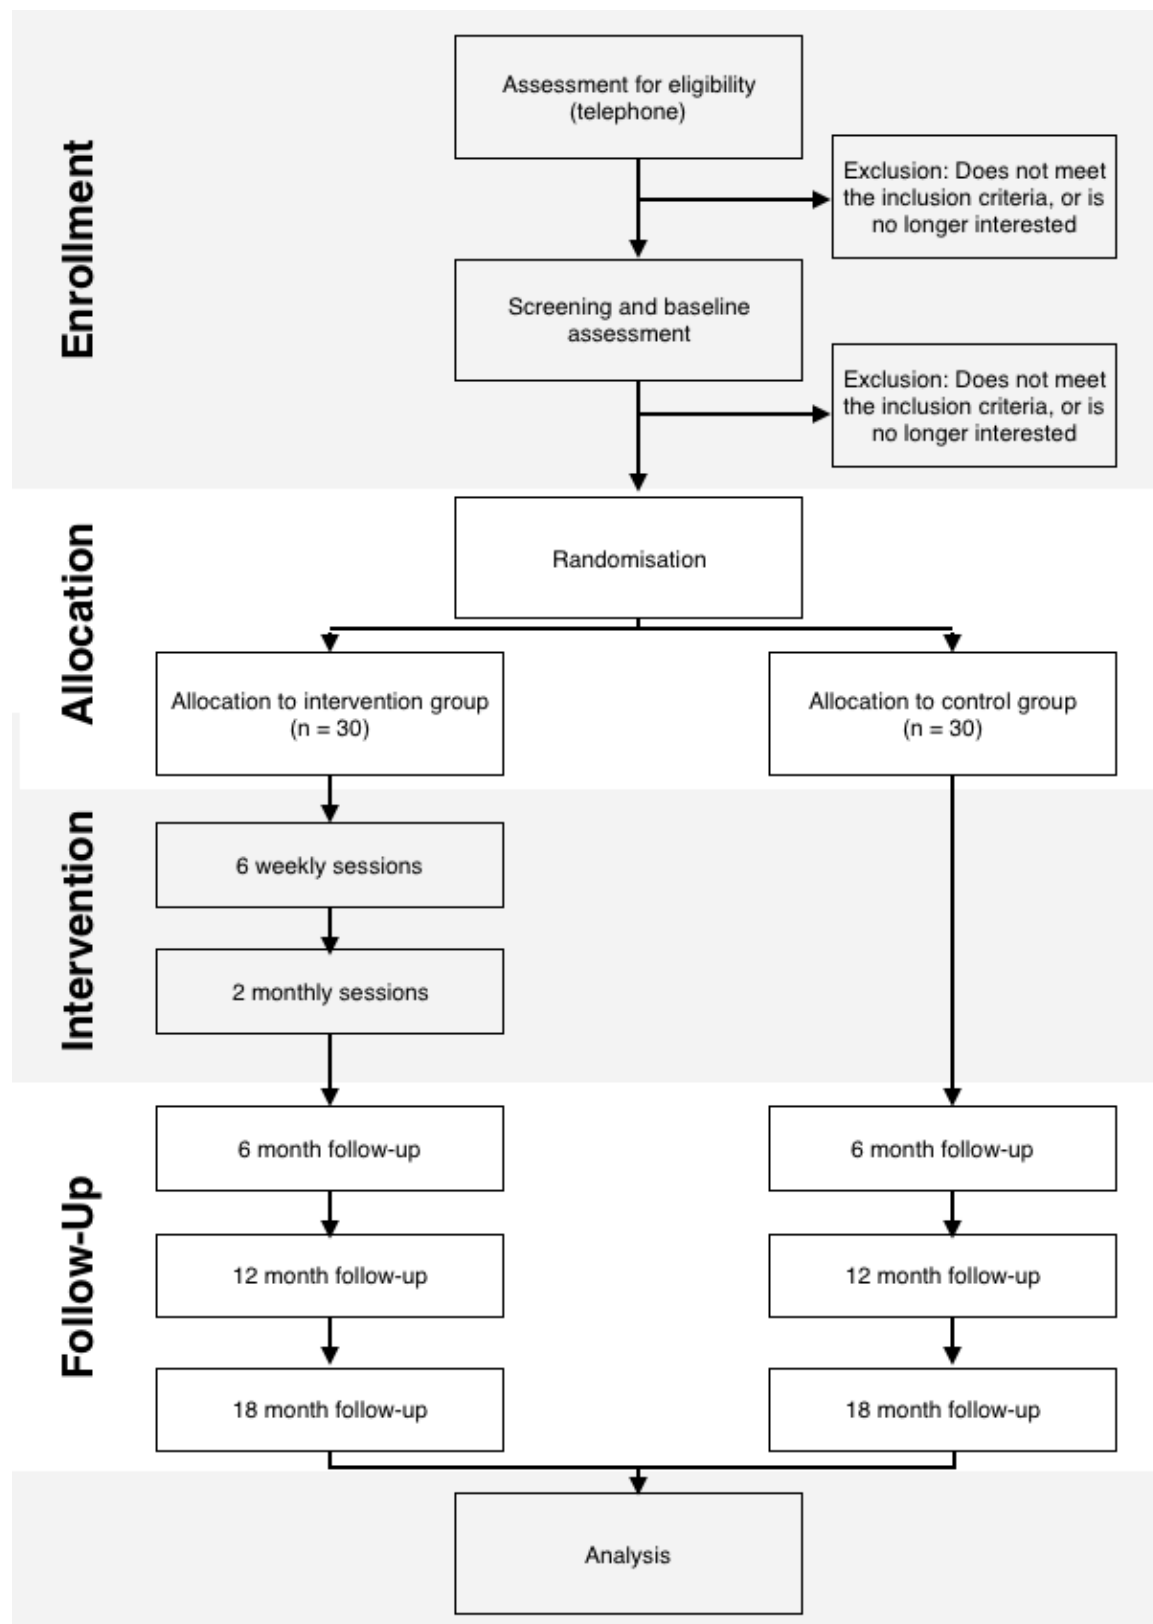 Enrollment
Assessment for eligibility
(telephone)
Exclusion: Does not meet
the inclusion criteria, or is
no longer interested
Screening and baseline
assessment
Exclusion: Does not meet
the inclusion criteria, or is
no longer interested
Allocation
Randomisation
Allocation to intervention group
(n = 30)
Allocation to control group
(n = 30)
Intervention
6 weekly sessions
2 monthly sessions
Follow-Up
6 month follow-up
6 month follow-up
12 month follow-up
12 month follow-up
18 month follow-up
18 month follow-up
Analysis